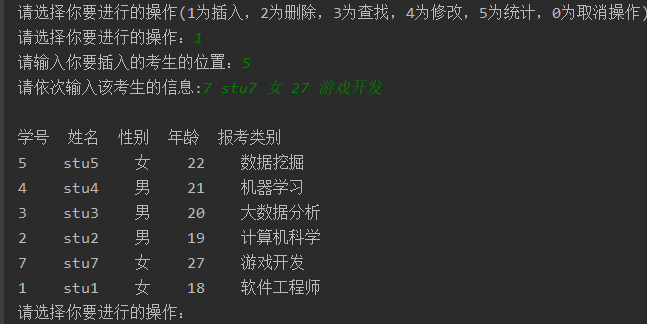 请选择你要进行的操作(1为插入，2为删除，3为查找，4为修改，5为统计，0为取消操作)
请选择你要进行的操作：1
请输入你要插入的考生的位置：5
请依次输入该考生的信息:7 stu7 女 27 游戏开发
学号 姓名 性别 年龄 报考类别
5 stu5 女 22 数据挖掘
4 stu4 男 21 机器学习
3 stu3 男 20 大数据分析
2 stu2 男 19 计算机科学
7 stu7 女 27 游戏开发
1 stu1 女 18 软件工程师
请选择你要进行的操作：